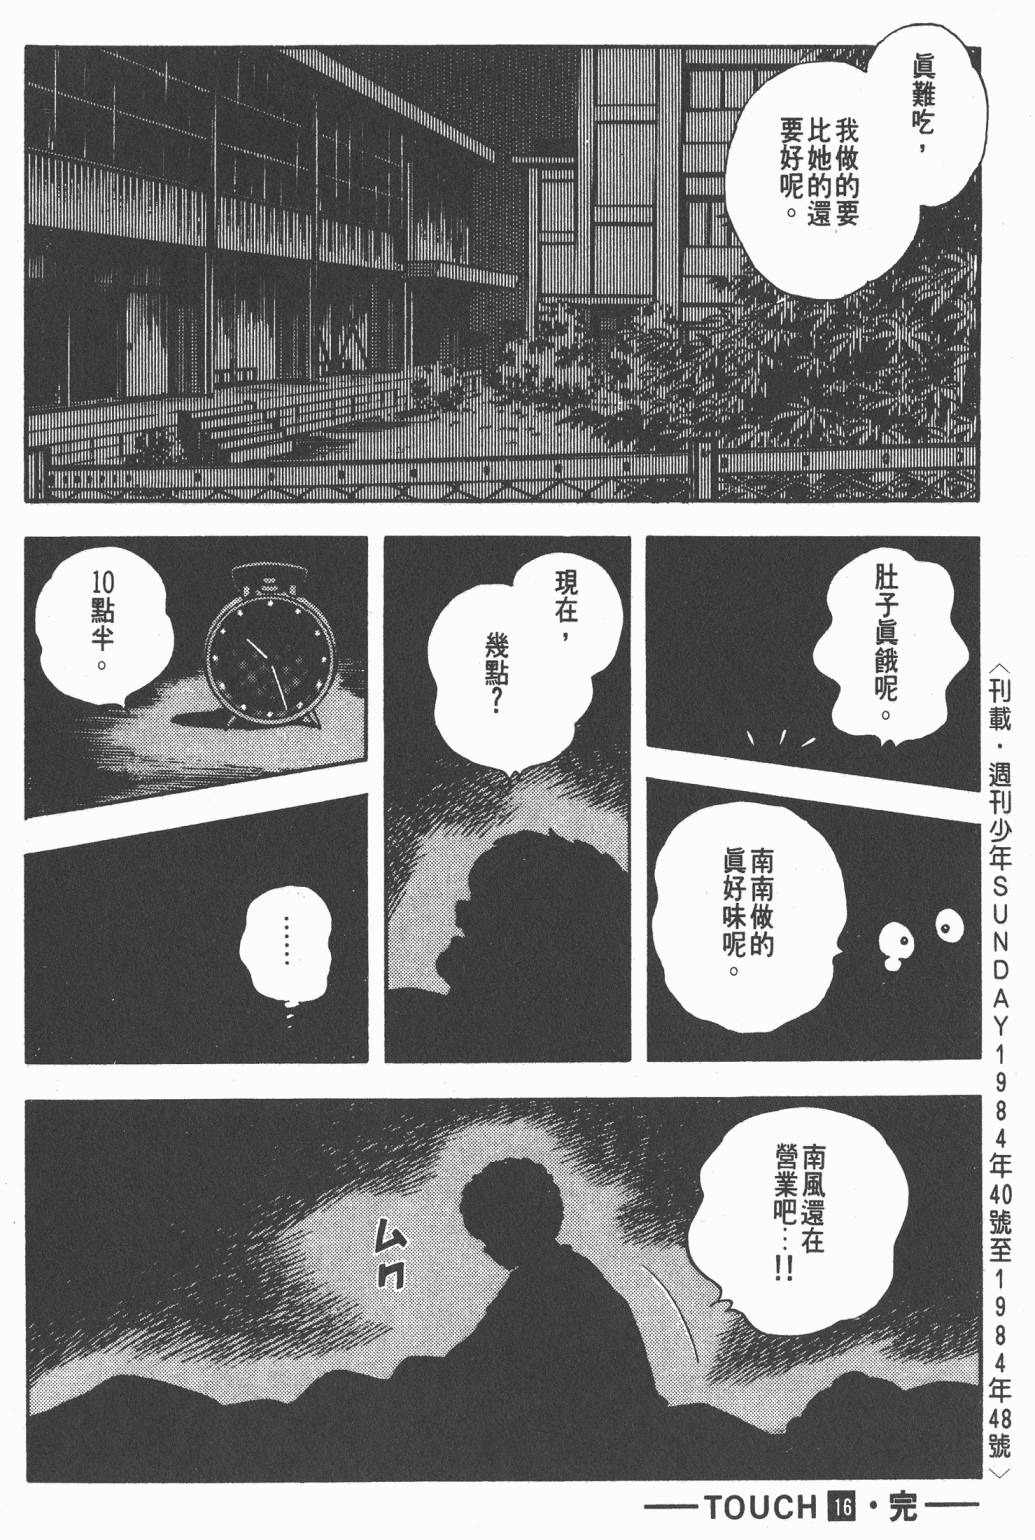 眞難吃，
我做的要
比她的還
要好呢。
肚子眞餓呢。
南南做的
眞好味呢。
現在，
幾點？
10點半。
……
南風還在
營業吧…!!
ムク
〈刊載・週刊少年SUNDAY1984年40號至1984年48號〉
TOUCH 16・完